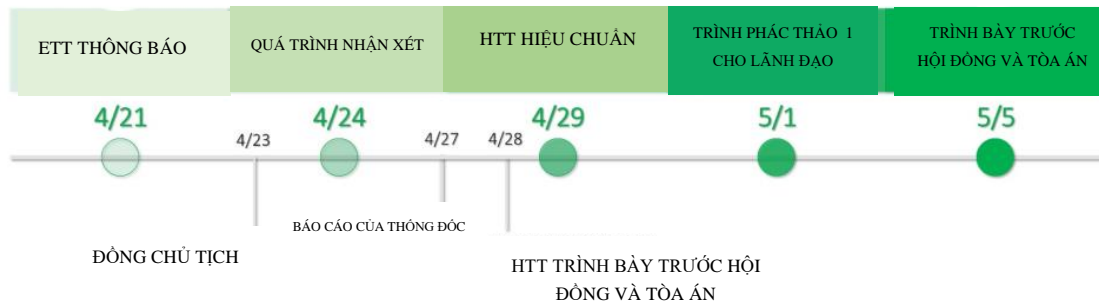 ETT THÔNG BÁO
QUÁ TRÌNH NHẬN XÉT
HTT HIỆU CHUẨN
TRÌNH PHÁC THẢO 1
CHO LÃNH ĐẠO
TRÌNH BÀY TRƯỚC
HỘI ĐỒNG VÀ TÒA ÁN
4/21
4/23
4/24
4/27
4/28
4/29
5/1
5/5
BÁO CÁO CỦA THỐNG ĐỐC
ĐỒNG CHỦ TỊCH
HTT TRÌNH BÀY TRƯỚC HỘI
ĐỒNG VÀ TÒA ÁN